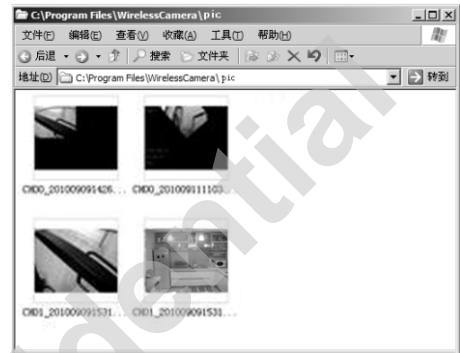 C:\Program Files\WirelessCamera\pic
文件(F) 编辑(E) 查看(V) 收藏(A) 工具(T) 帮助(H)
后退 搜索 文件夹
地址(D) C:\Program Files\WirelessCamera\pic 转到
CH00_201009091426... CH00_201009111103...
CH01_201009091531... CH01_201009091531...
idential